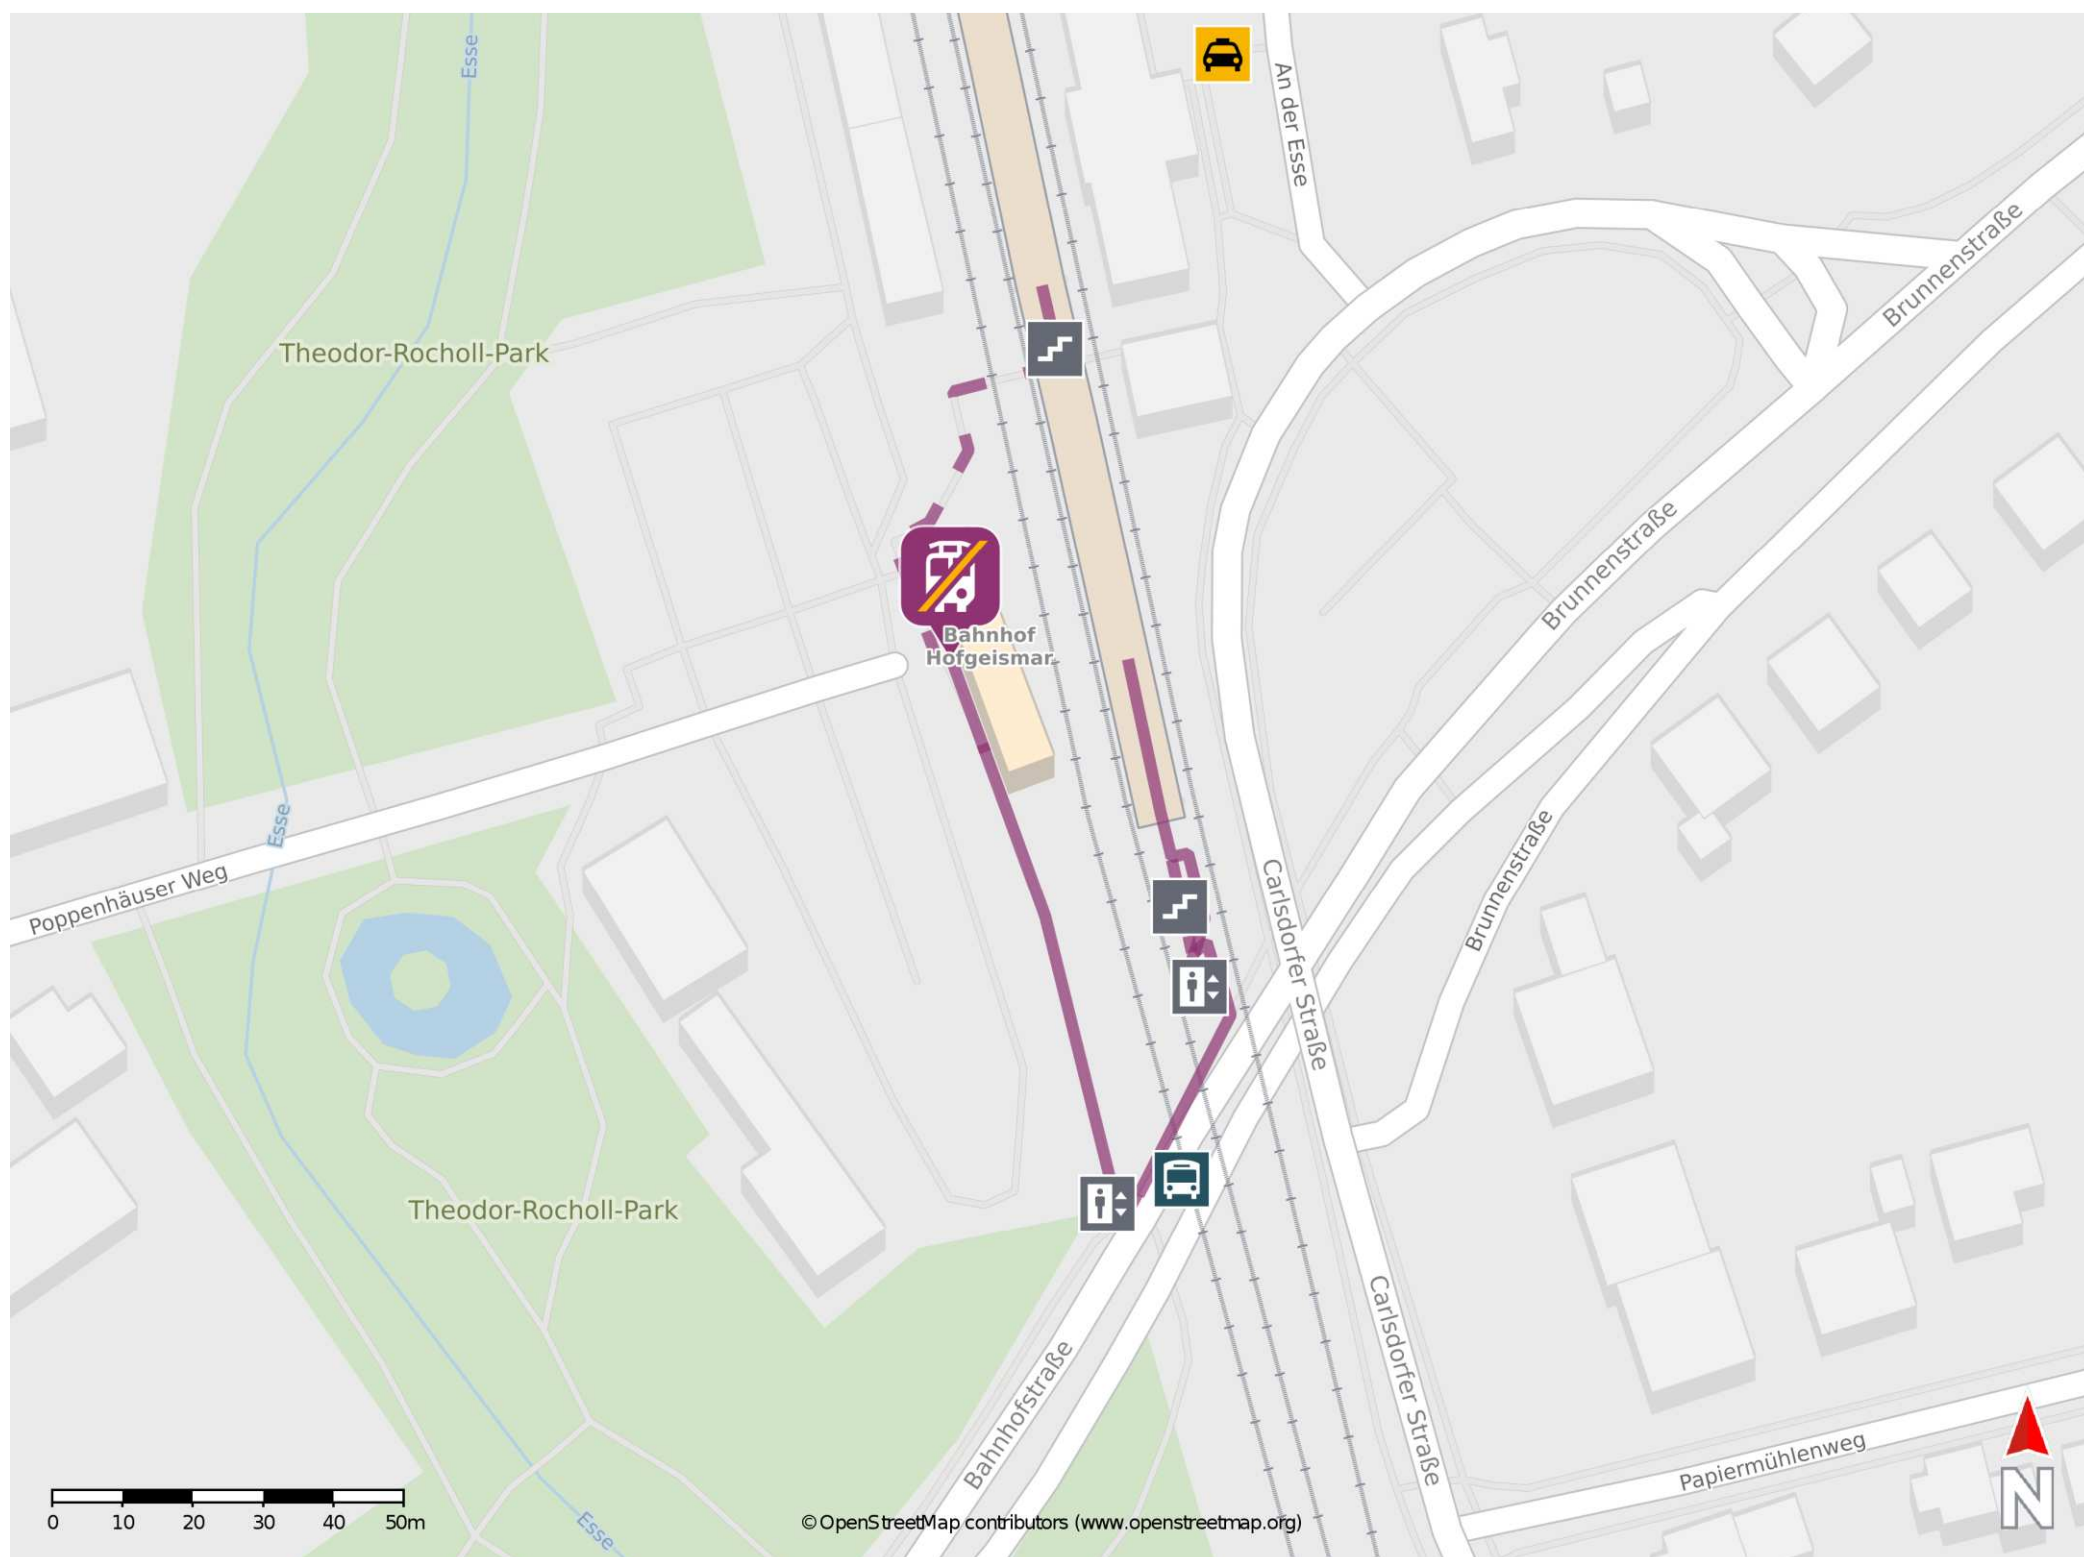 Esse
An der Esse
Brunnenstraße
Theodor-Rocholl-Park
Brunnenstraße
Bahnhof
Hofgeismar
Esse
Brunnenstraße
Poppenhäuser Weg
Carlsdorfer Straße
Theodor-Rocholl-Park
Carlsdorfer Straße
Bahnhofstraße
Papiermühlenweg
N
0 10 20 30 40 50m
Esse
© OpenStreetMap contributors (www.openstreetmap.org)